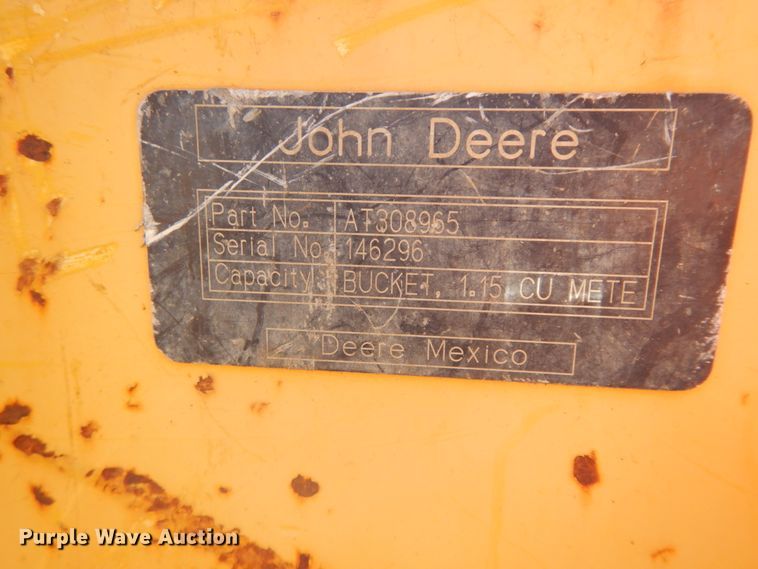 John Deere
Part No. AT308965
Serial No. 146296
Capacity BUCKET, 1.15 CU METE
Deere Mexico
Purple Wave Auction